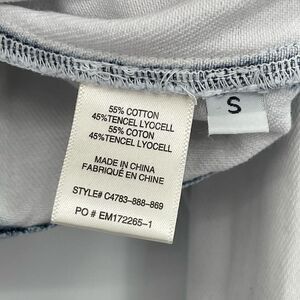 55% COTTON
45%TENCEL LYOCELL
55% COTON
45%TENCEL LYOCELL
MADE IN CHINA
FABRIQUÉ EN CHINE
STYLE# C4783-888-869
PO # EM172265-1
S